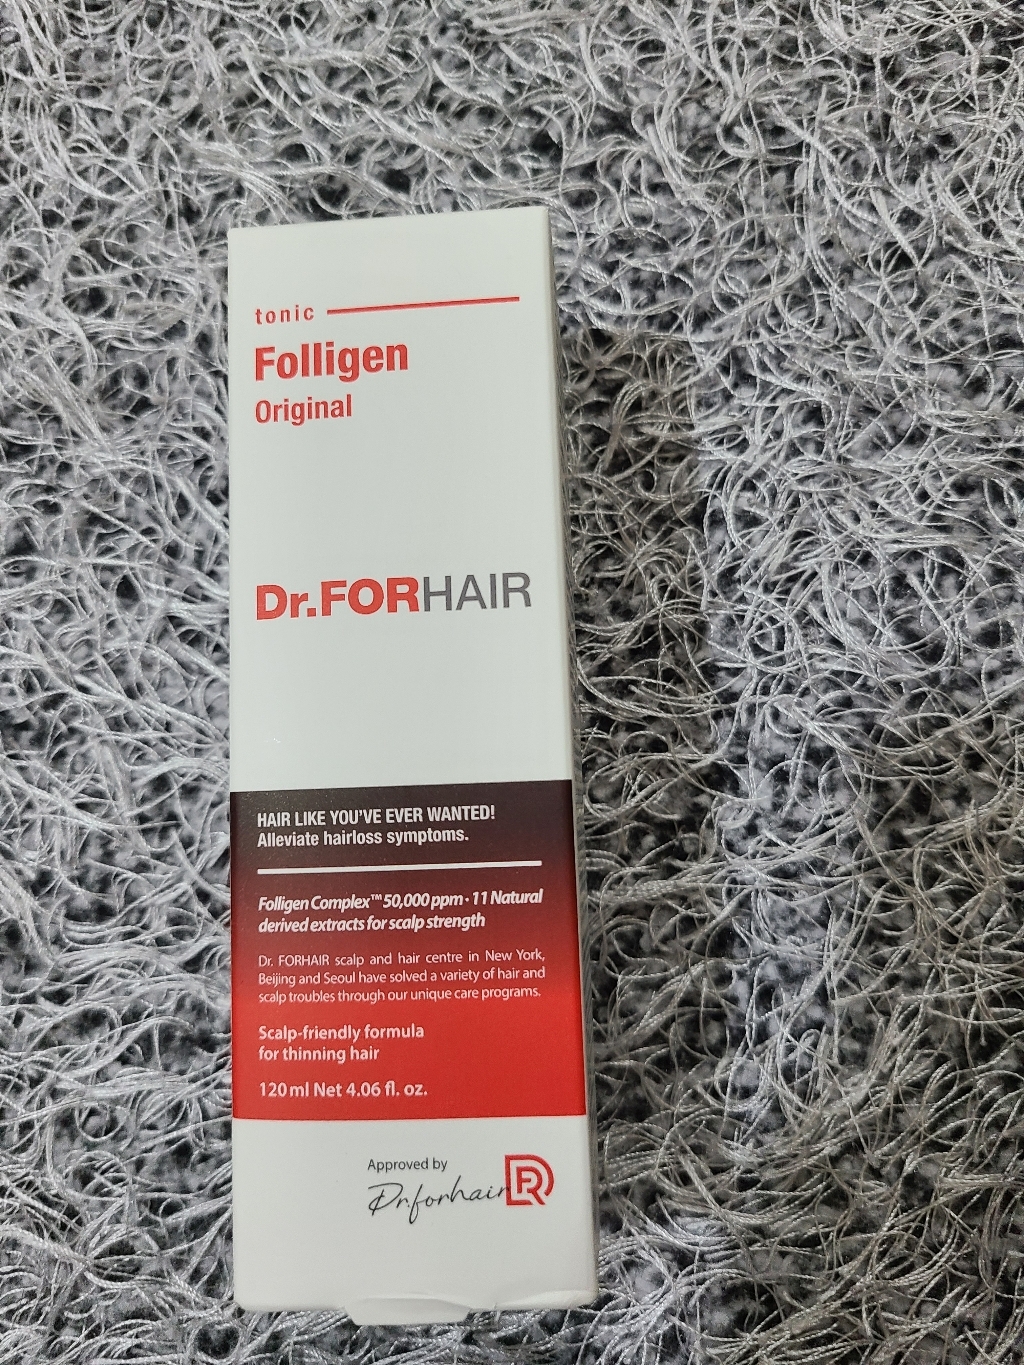 tonic
Folligen
Original
Dr.FORHAIR
HAIR LIKE YOU'VE EVER WANTED!
Alleviate hairloss symptoms.
Folligen Complex™ 50,000 ppm · 11 Natural
derived extracts for scalp strength
Dr. FORHAIR scalp and hair centre in New York,
Beijing and Seoul have solved a variety of hair and
scalp troubles through our unique care programs.
Scalp-friendly formula
for thinning hair
120 ml Net 4.06 fl. oz.
Approved by
Dr.forhair